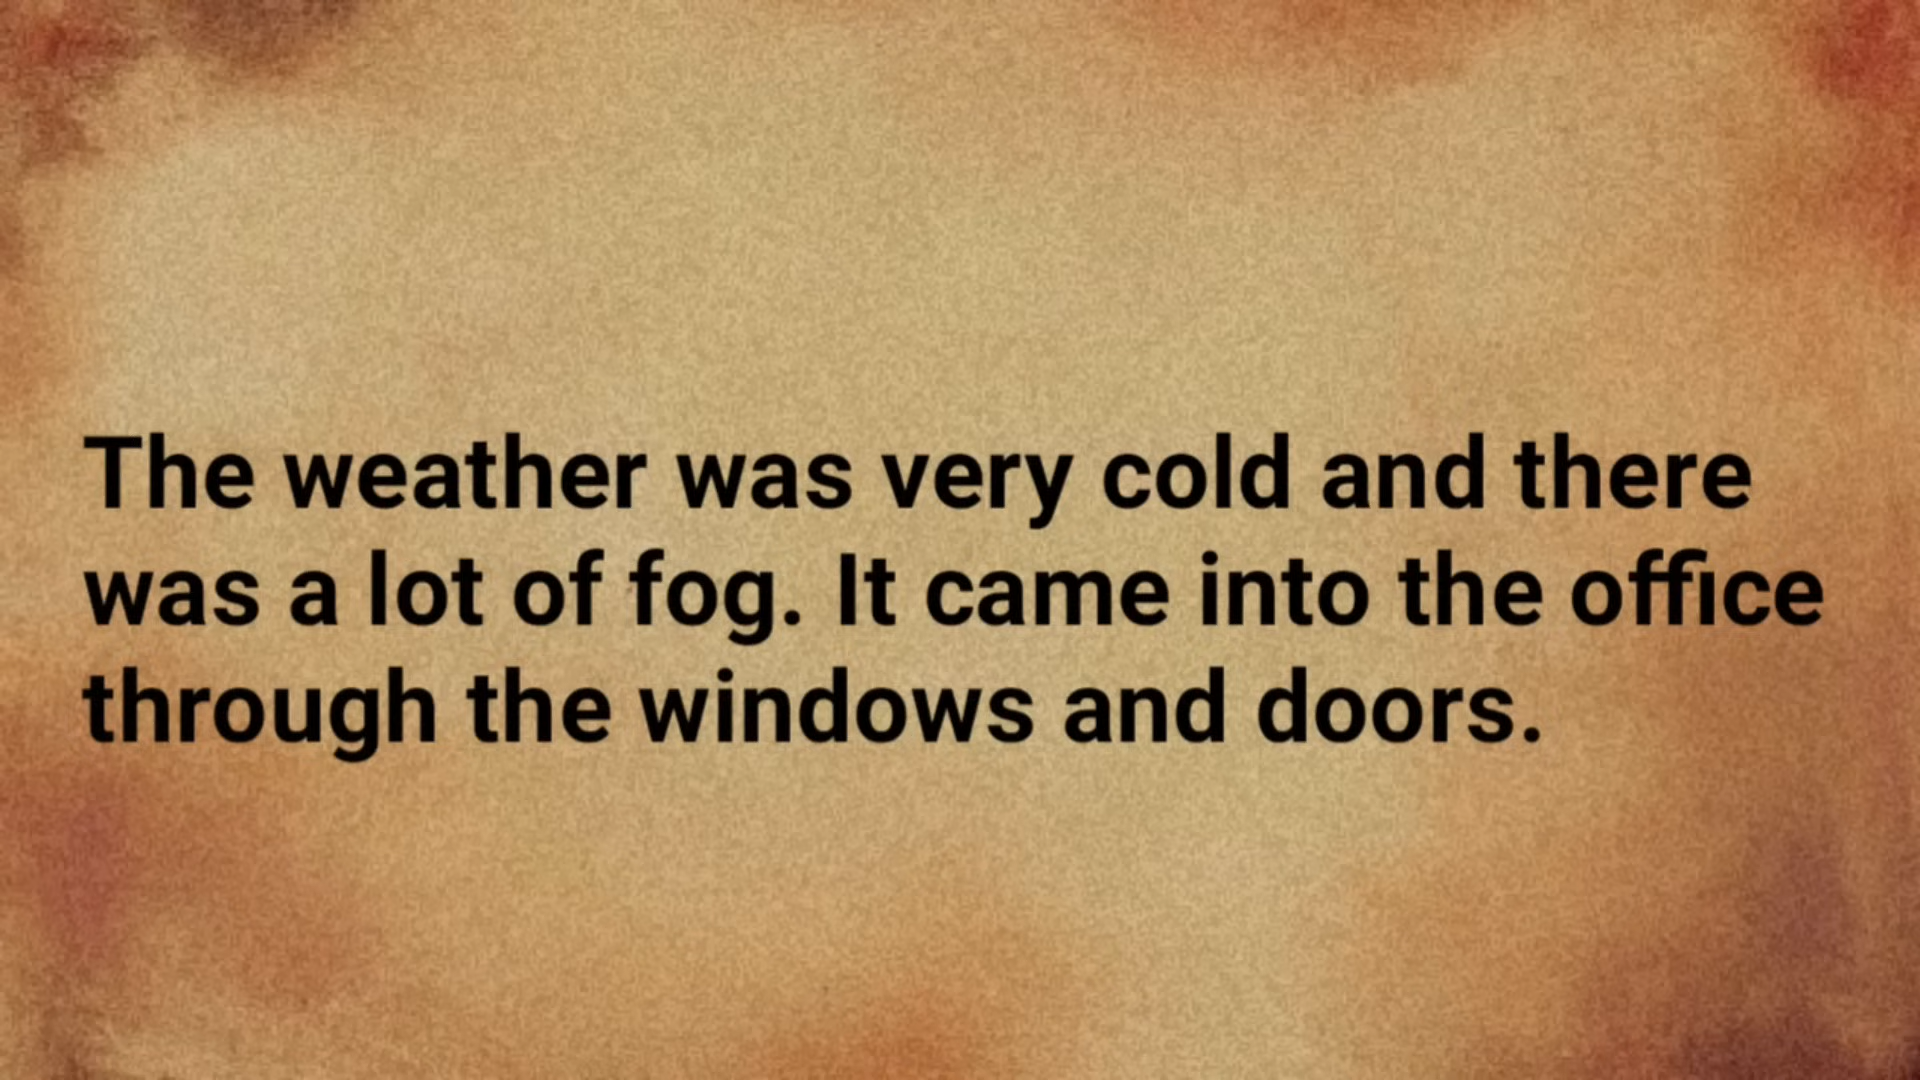 The weather was very cold and there
was a lot of fog. It came into the office
through the windows and doors.